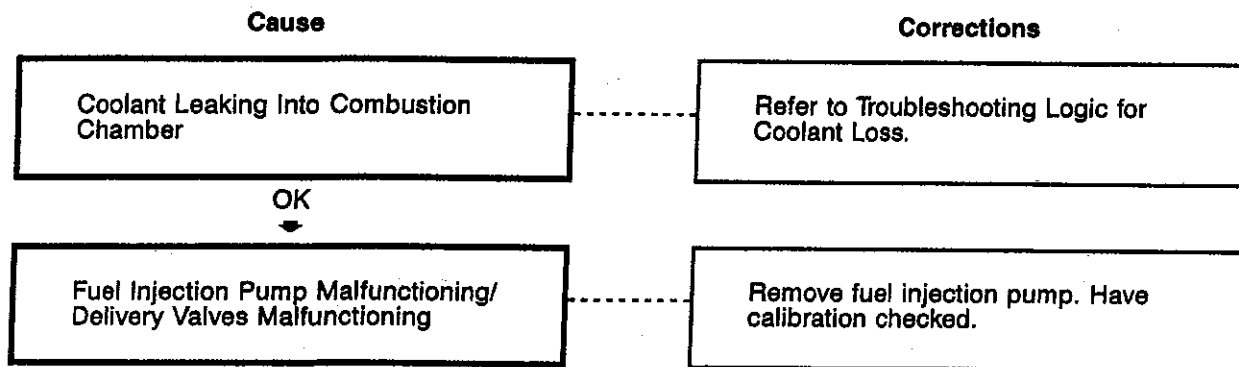 Cause
Corrections
Coolant Leaking Into Combustion
Chamber
Refer to Troubleshooting Logic for
Coolant Loss.
OK
Fuel Injection Pump Malfunctioning/
Delivery Valves Malfunctioning
Remove fuel injection pump. Have
calibration checked.